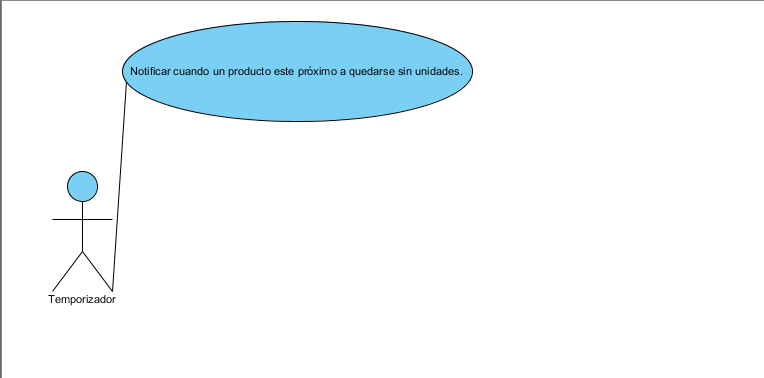 Notificar cuando un producto este próximo a quedarse sin unidades.
Temporizador